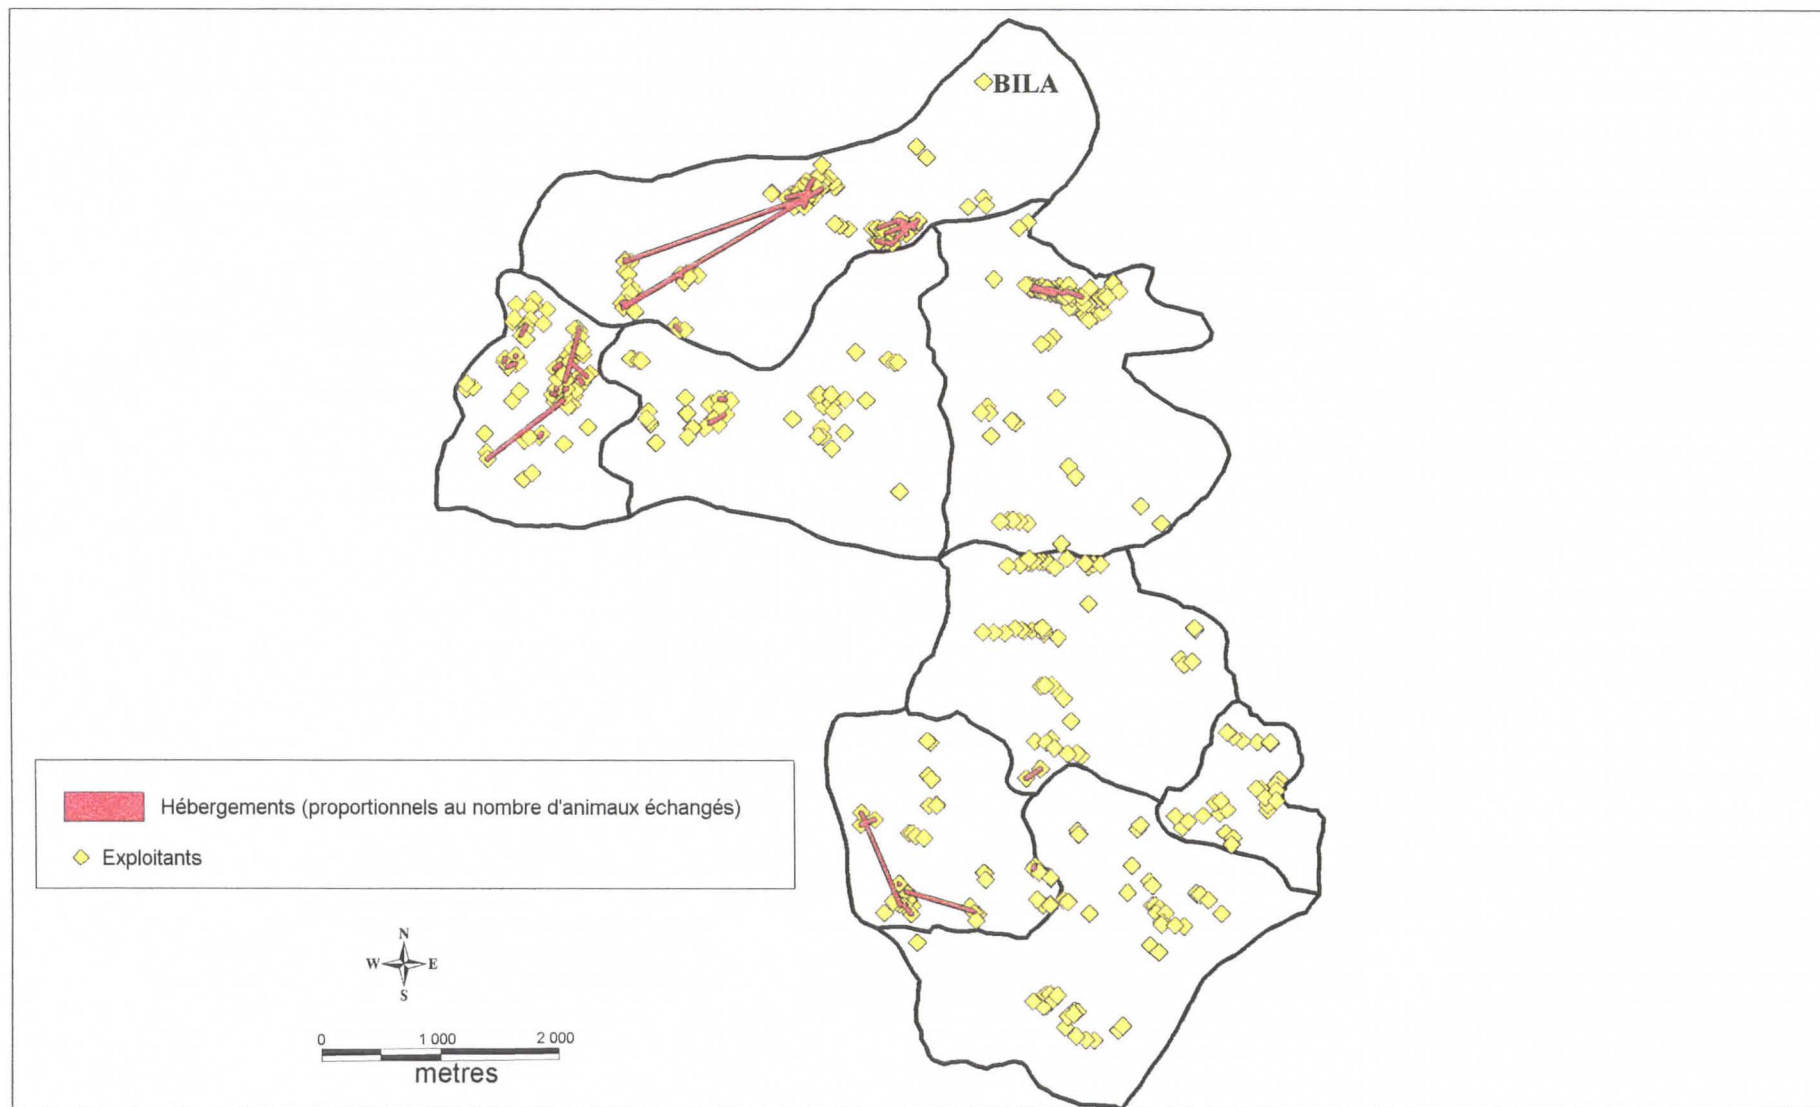 BILA
Hébergements (proportionnels au nombre d'animaux échangés)
Exploitants
N
W E
S
0 1 000 2 000
metres